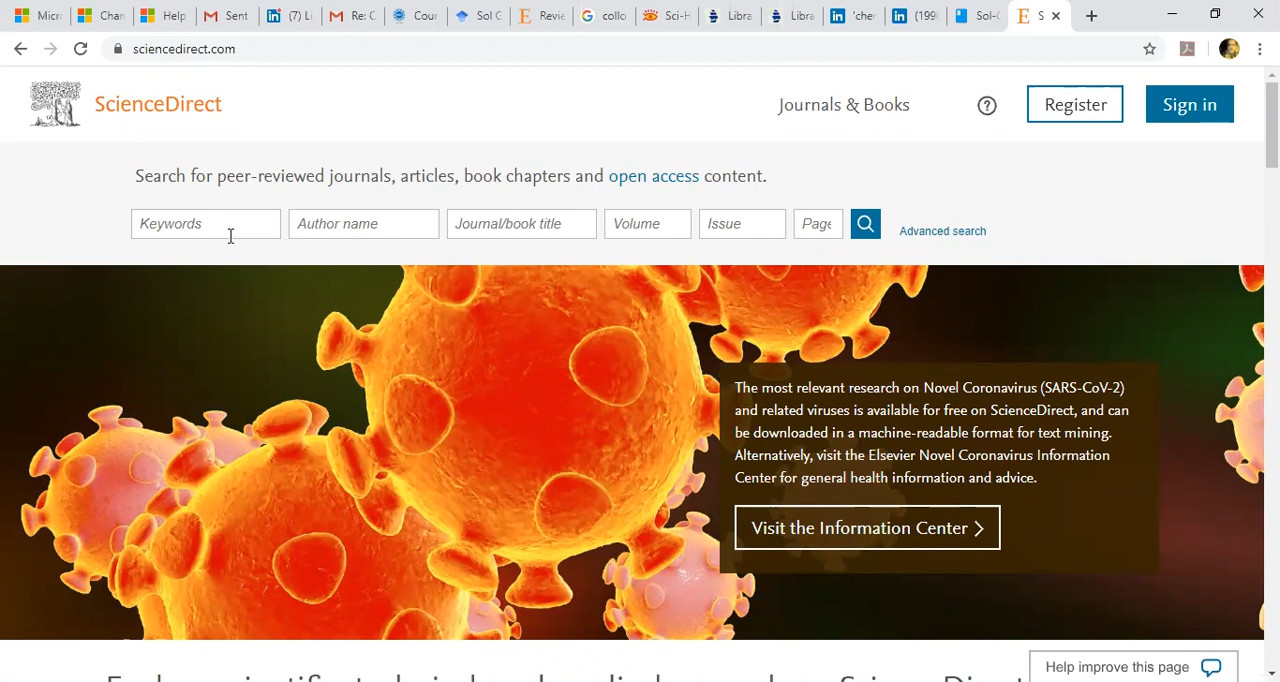 Micr
Chan
Help
Sent
(7) Li
Re: C
Cour
Sol G
Revie
collo
Sci-H
Libra
Libra
'cher
(1990
Sol-G
S
sciencedirect.com
ScienceDirect
Journals & Books
Register
Sign in
Search for peer-reviewed journals, articles, book chapters and open access content.
Keywords
Author name
Journal/book title
Volume
Issue
Page
Advanced search
The most relevant research on Novel Coronavirus (SARS-CoV-2)
and related viruses is available for free on ScienceDirect, and can
be downloaded in a machine-readable format for text mining.
Alternatively, visit the Elsevier Novel Coronavirus Information
Center for general health information and advice.
Visit the Information Center
Help improve this page